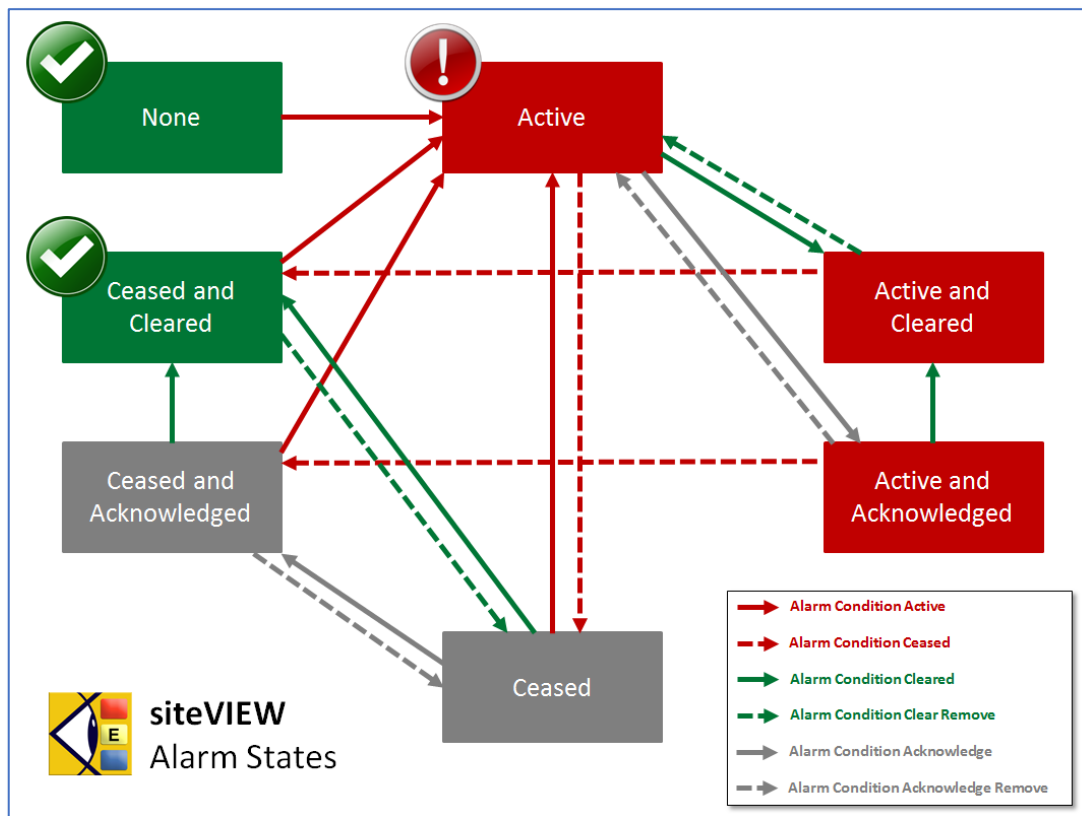 None
Active
Ceased and
Cleared
Active and
Cleared
Ceased and
Acknowledged
Active and
Acknowledged
Ceased
E
siteVIEW
Alarm States
Alarm Condition Active
Alarm Condition Ceased
Alarm Condition Cleared
Alarm Condition Clear Remove
Alarm Condition Acknowledge
Alarm Condition Acknowledge Remove